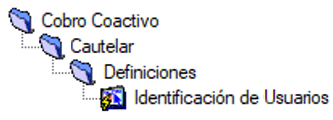 Cobro Coactivo
Cautelar
Definiciones
Identificación de Usuarios